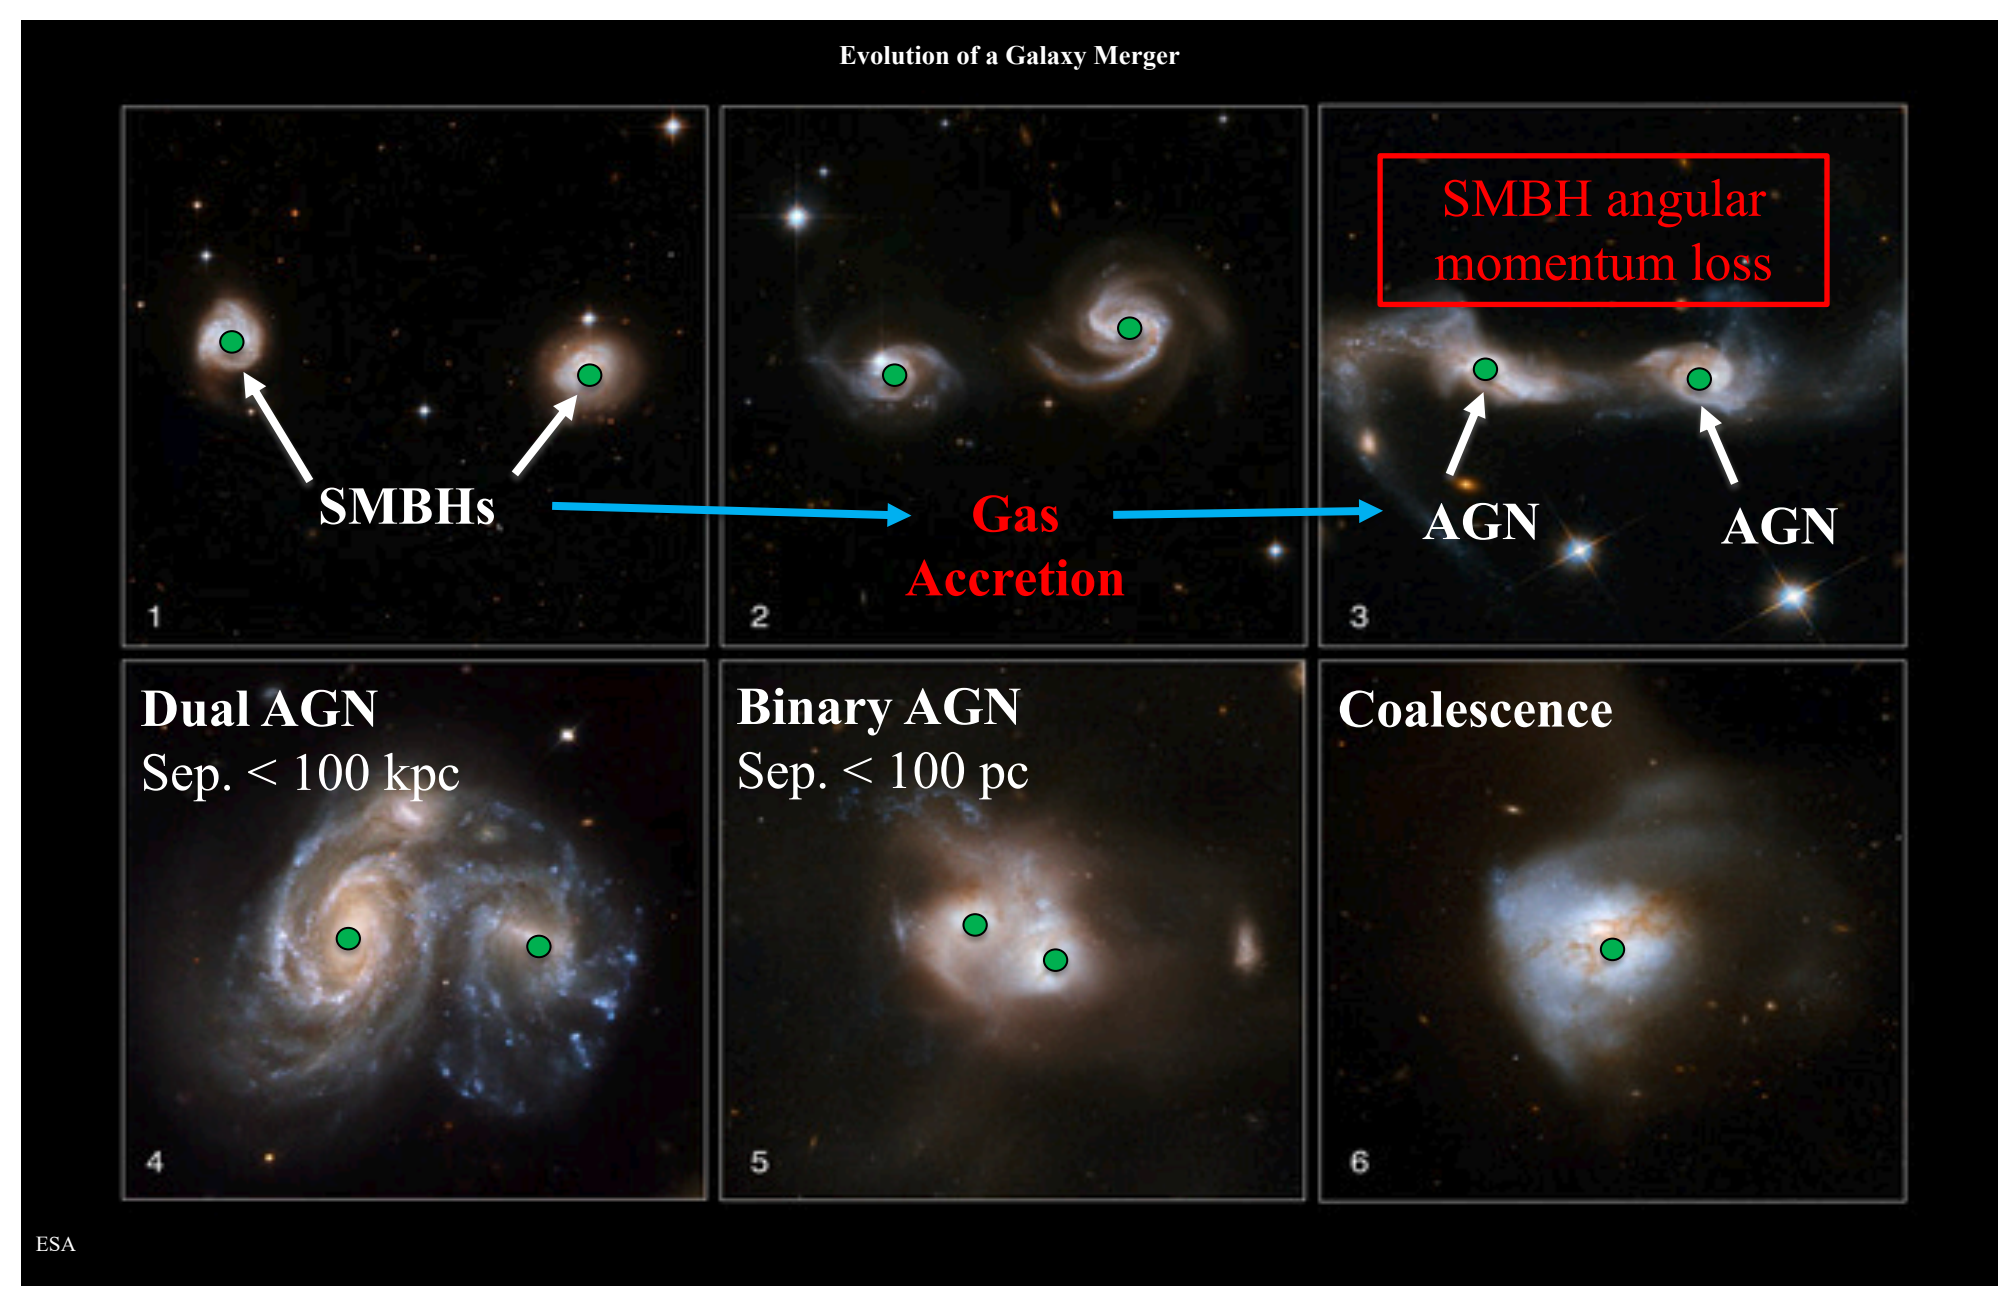 Evolution of a Galaxy Merger
SMBHs
1
Gas
Accretion
2
SMBH angular
momentum loss
AGN
AGN
3
Dual AGN
Sep. < 100 kpc
4
Binary AGN
Sep. < 100 pc
5
Coalescence
6
ESA